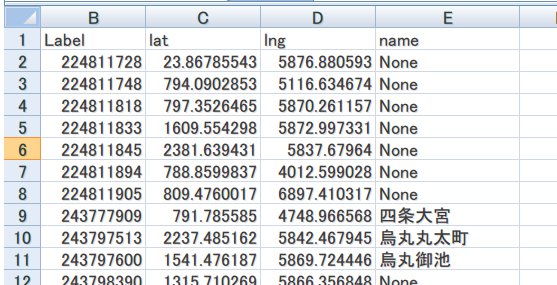 B C D E
1 Label lat lng name
2 224811728 23.86785543 5876.880593 None
3 224811748 794.0902853 5116.634674 None
4 224811818 797.3526465 5870.261157 None
5 224811833 1609.554298 5872.997331 None
6 224811845 2381.639431 5837.67964 None
7 224811894 788.8599837 4012.599028 None
8 224811905 809.4760017 6897.410317 None
9 243777909 791.785585 4748.966568 四条大宮
10 243797513 2237.485162 5842.467945 烏丸丸太町
11 243797600 1541.476187 5869.724446 烏丸御池
12 243798390 1315.710269 5866.356848 None